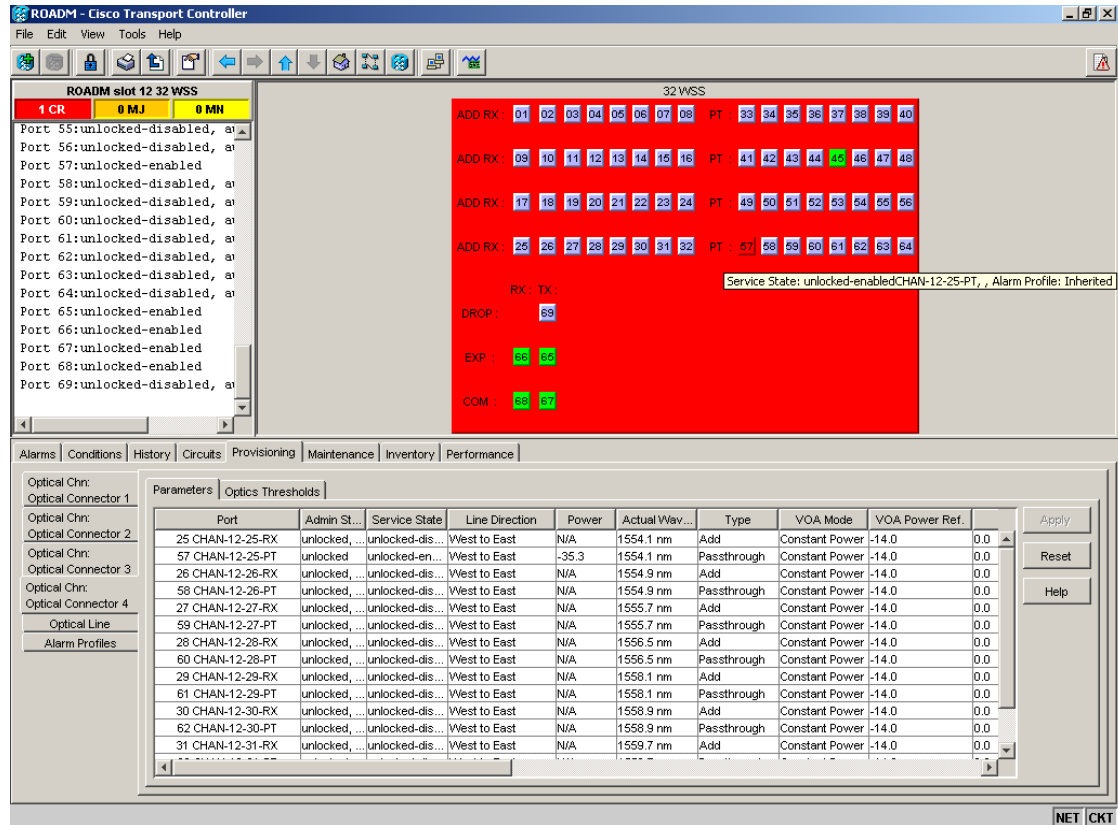 ROADM - Cisco Transport Controller
File Edit View Tools Help
ROADM slot 12 32 WSS
1 CR 0 MJ 0 MN
Port 55:unlocked-disabled, au
Port 56:unlocked-disabled, au
Port 57:unlocked-enabled
Port 58:unlocked-disabled, au
Port 59:unlocked-disabled, au
Port 60:unlocked-disabled, au
Port 61:unlocked-disabled, au
Port 62:unlocked-disabled, au
Port 63:unlocked-disabled, au
Port 64:unlocked-disabled, au
Port 65:unlocked-enabled
Port 66:unlocked-enabled
Port 67:unlocked-enabled
Port 68:unlocked-enabled
Port 69:unlocked-disabled, au
32 WSS
ADD RX : 01 02 03 04 05 06 07 08 PT : 33 34 35 36 37 38 39 40
ADD RX : 09 10 11 12 13 14 15 16 PT : 41 42 43 44 45 46 47 48
ADD RX : 17 18 19 20 21 22 23 24 PT : 49 50 51 52 53 54 55 56
ADD RX : 25 26 27 28 29 30 31 32 PT : 57 58 59 60 61 62 63 64
Service State: unlocked-enabledCHAN-12-25-PT, , Alarm Profile: Inherited
RX : TX :
DROP : 69
EXP : 66 65
COM : 68 67
Alarms Conditions History Circuits Provisioning Maintenance Inventory Performance
Optical Chn:
Optical Connector 1
Optical Chn:
Optical Connector 2
Optical Chn:
Optical Connector 3
Optical Chn:
Optical Connector 4
Optical Line
Alarm Profiles
Parameters Optics Thresholds
Port Admin St... Service State Line Direction Power Actual Wav... Type VOA Mode VOA Power Ref.
25 CHAN-12-25-RX unlocked, ... unlocked-dis... West to East N/A 1554.1 nm Add Constant Power -14.0 0.0
57 CHAN-12-25-PT unlocked unlocked-en... West to East -35.3 1554.1 nm Passthrough Constant Power -14.0 0.0
26 CHAN-12-26-RX unlocked, ... unlocked-dis... West to East N/A 1554.9 nm Add Constant Power -14.0 0.0
58 CHAN-12-26-PT unlocked, ... unlocked-dis... West to East N/A 1554.9 nm Passthrough Constant Power -14.0 0.0
27 CHAN-12-27-RX unlocked, ... unlocked-dis... West to East N/A 1555.7 nm Add Constant Power -14.0 0.0
59 CHAN-12-27-PT unlocked, ... unlocked-dis... West to East N/A 1555.7 nm Passthrough Constant Power -14.0 0.0
28 CHAN-12-28-RX unlocked, ... unlocked-dis... West to East N/A 1556.5 nm Add Constant Power -14.0 0.0
60 CHAN-12-28-PT unlocked, ... unlocked-dis... West to East N/A 1556.5 nm Passthrough Constant Power -14.0 0.0
29 CHAN-12-29-RX unlocked, ... unlocked-dis... West to East N/A 1558.1 nm Add Constant Power -14.0 0.0
61 CHAN-12-29-PT unlocked, ... unlocked-dis... West to East N/A 1558.1 nm Passthrough Constant Power -14.0 0.0
30 CHAN-12-30-RX unlocked, ... unlocked-dis... West to East N/A 1558.9 nm Add Constant Power -14.0 0.0
62 CHAN-12-30-PT unlocked, ... unlocked-dis... West to East N/A 1558.9 nm Passthrough Constant Power -14.0 0.0
31 CHAN-12-31-RX unlocked, ... unlocked-dis... West to East N/A 1559.7 nm Add Constant Power -14.0 0.0
Apply
Reset
Help
NET CKT